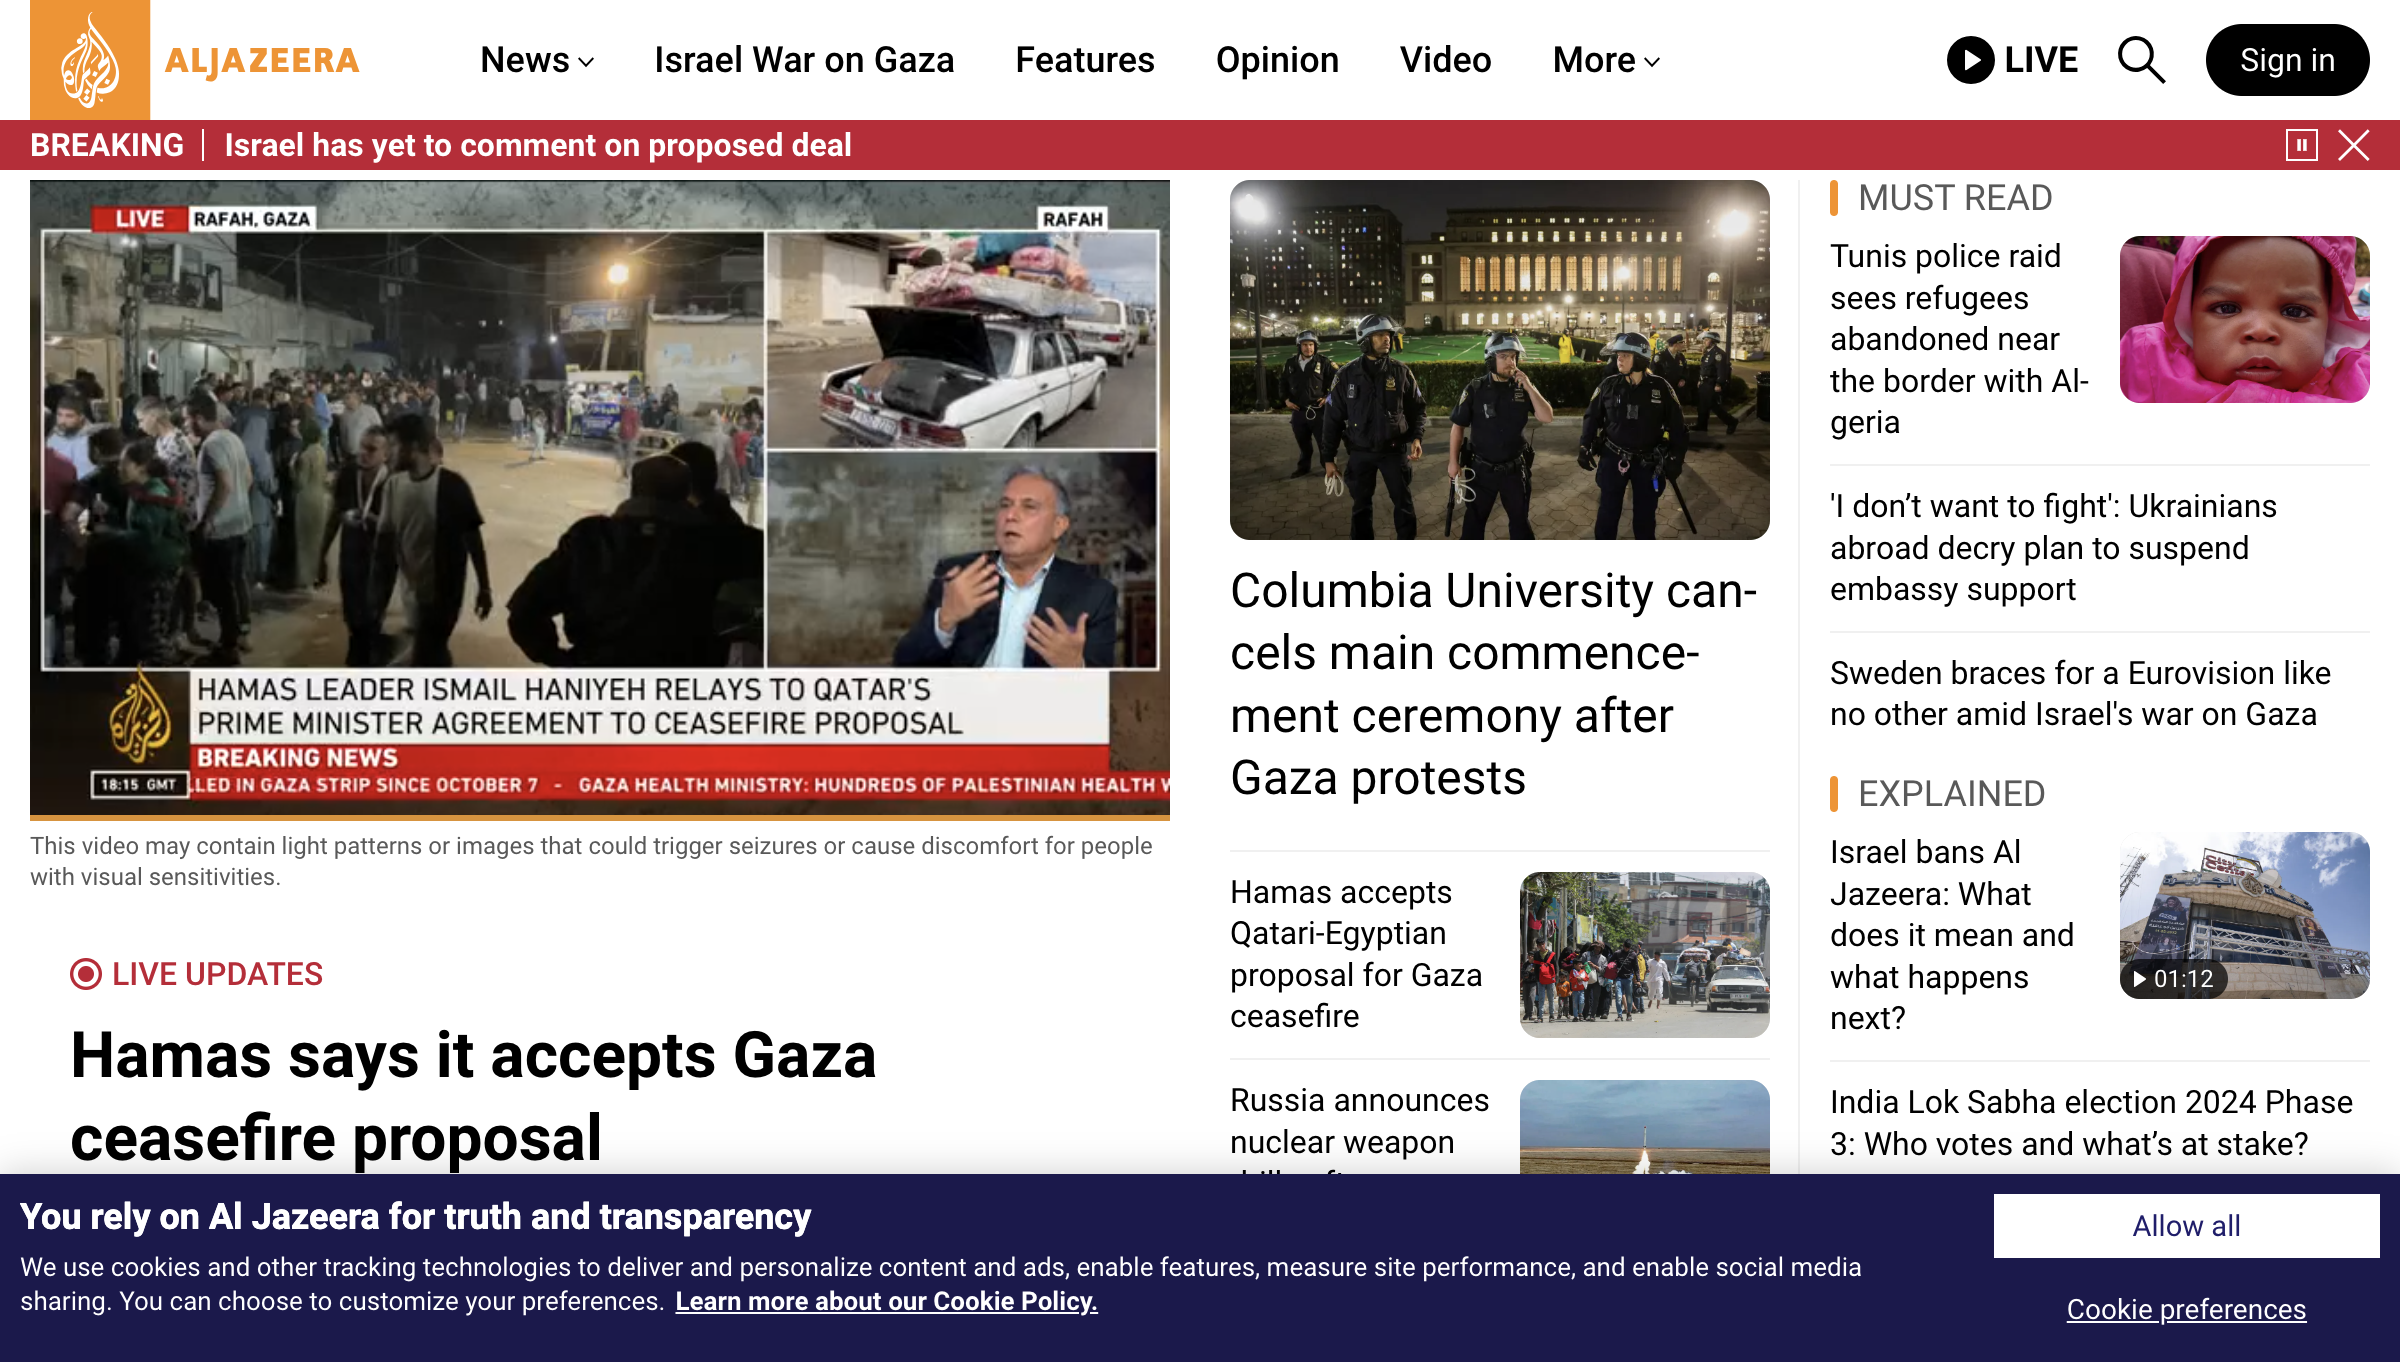 ALJAZEERA
News
Israel War on Gaza
Features
Opinion
Video
More
LIVE
Sign in
BREAKING
Israel has yet to comment on proposed deal
LIVE
RAFAH, GAZA
RAFAH
HAMAS LEADER ISMAIL HANIYEH RELAYS TO QATAR'S
PRIME MINISTER AGREEMENT TO CEASEFIRE PROPOSAL
BREAKING NEWS
18:15 GMT
LED IN GAZA STRIP SINCE OCTOBER 7 - GAZA HEALTH MINISTRY: HUNDREDS OF PALESTINIAN HEALTH
This video may contain light patterns or images that could trigger seizures or cause discomfort for people
with visual sensitivities.
LIVE UPDATES
Hamas says it accepts Gaza
ceasefire proposal
Columbia University can-
cels main commence-
ment ceremony after
Gaza protests
Hamas accepts
Qatari-Egyptian
proposal for Gaza
ceasefire
Russia announces
nuclear weapon
MUST READ
Tunis police raid
sees refugees
abandoned near
the border with Al-
geria
'I don’t want to fight': Ukrainians
abroad decry plan to suspend
embassy support
Sweden braces for a Eurovision like
no other amid Israel's war on Gaza
EXPLAINED
Israel bans Al
Jazeera: What
does it mean and
what happens
next?
01:12
India Lok Sabha election 2024 Phase
3: Who votes and what’s at stake?
You rely on Al Jazeera for truth and transparency
We use cookies and other tracking technologies to deliver and personalize content and ads, enable features, measure site performance, and enable social media
sharing. You can choose to customize your preferences. Learn more about our Cookie Policy.
Allow all
Cookie preferences